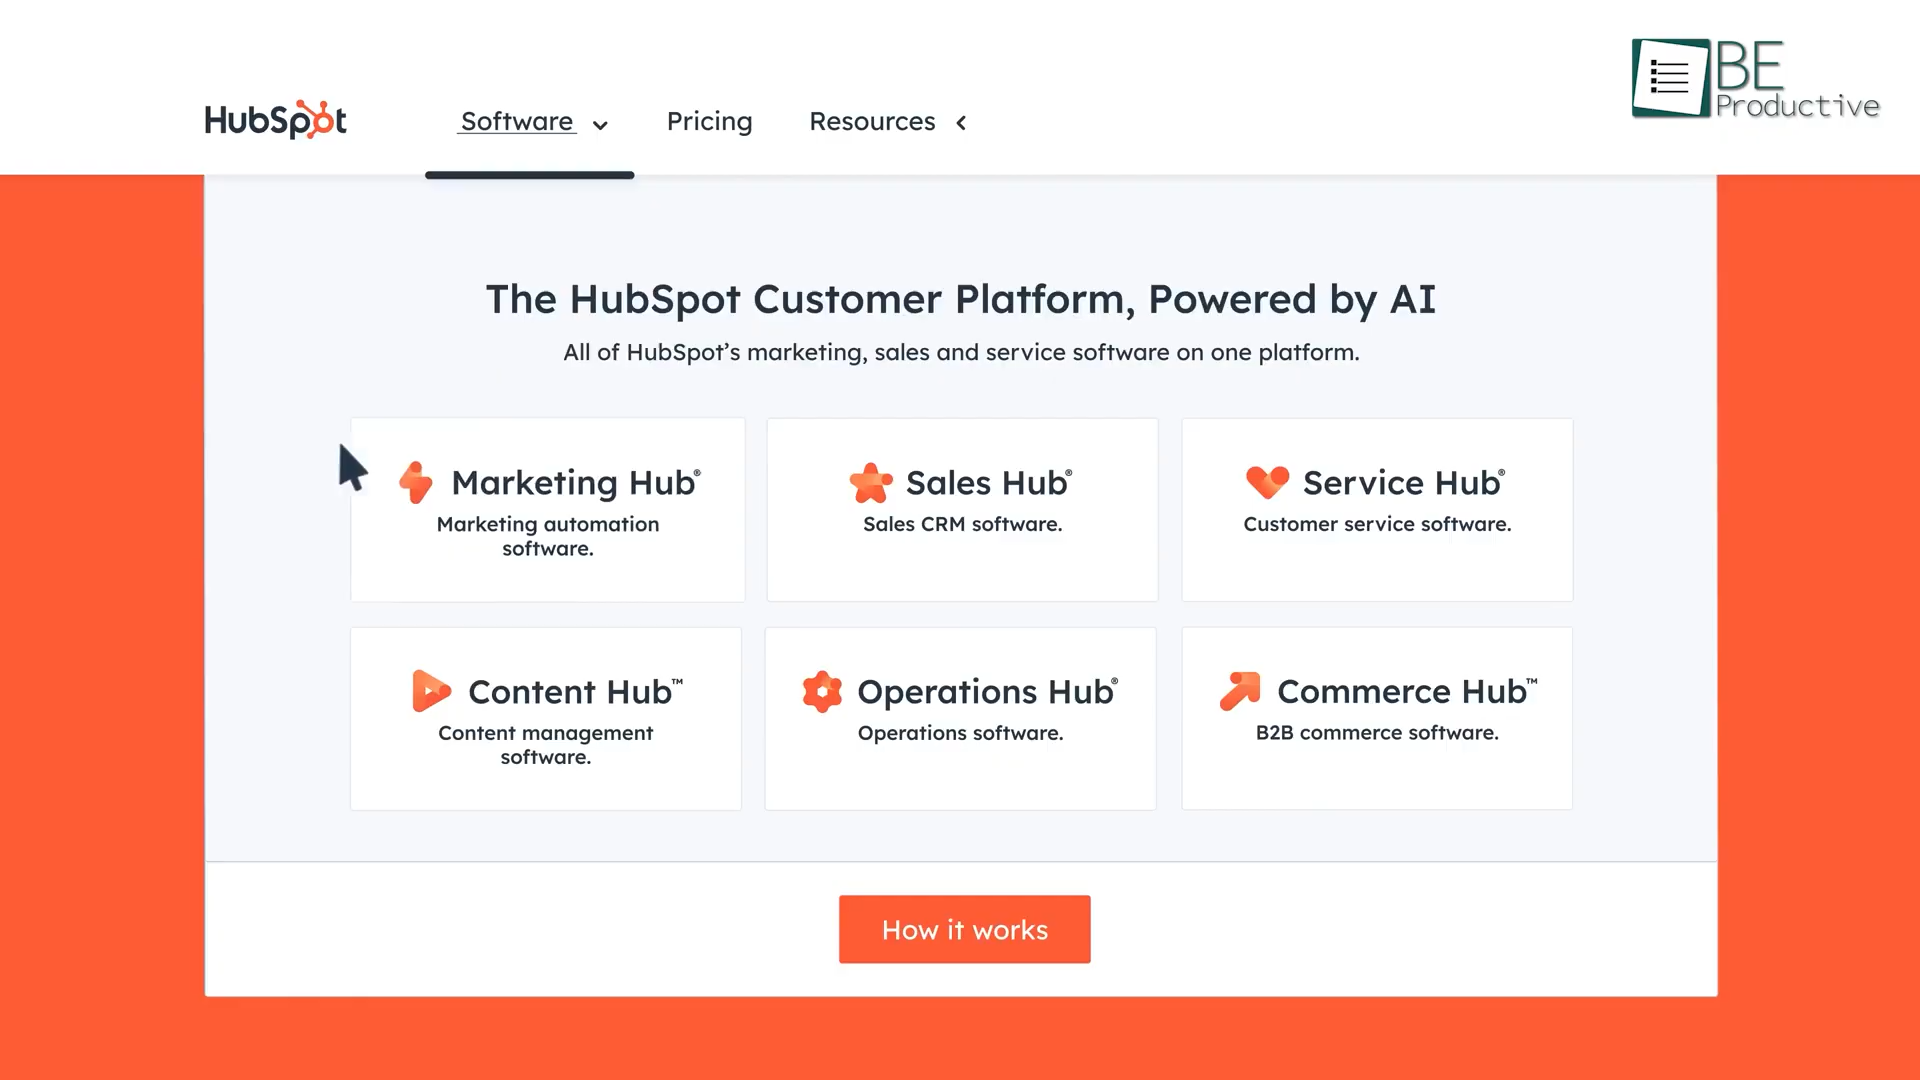 BE
Productive
HubSpot
Software
Pricing
Resources
The HubSpot Customer Platform, Powered by AI
All of HubSpot’s marketing, sales and service software on one platform.
Marketing Hub®
Marketing automation
software.
Sales Hub®
Sales CRM software.
Service Hub®
Customer service software.
Content Hub™
Content management
software.
Operations Hub®
Operations software.
Commerce Hub™
B2B commerce software.
How it works